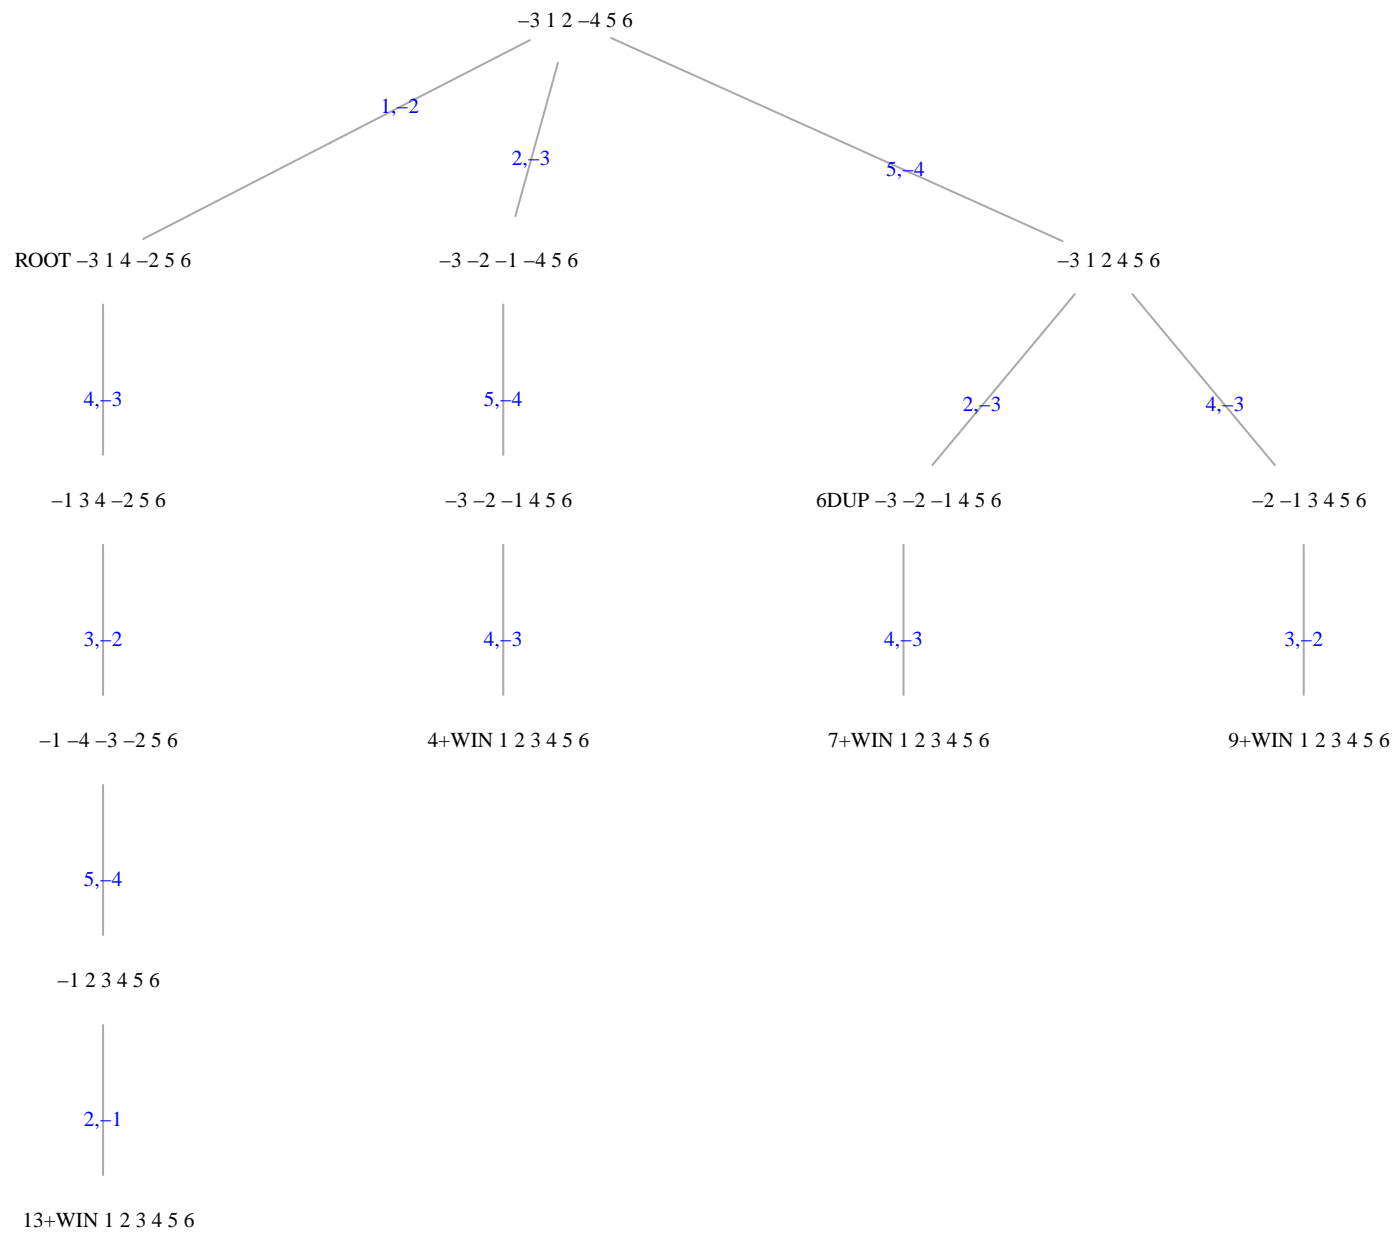 –3 1 2 –4 5 6
1,–2
2,–3
5,–4
ROOT –3 1 4 –2 5 6
–3 –2 –1 –4 5 6
–3 1 2 4 5 6
4,–3
5,–4
2,–3
4,–3
–1 3 4 –2 5 6
–3 –2 –1 4 5 6
6DUP –3 –2 –1 4 5 6
–2 –1 3 4 5 6
3,–2
4,–3
4,–3
3,–2
–1 –4 –3 –2 5 6
4+WIN 1 2 3 4 5 6
7+WIN 1 2 3 4 5 6
9+WIN 1 2 3 4 5 6
5,–4
–1 2 3 4 5 6
2,–1
13+WIN 1 2 3 4 5 6